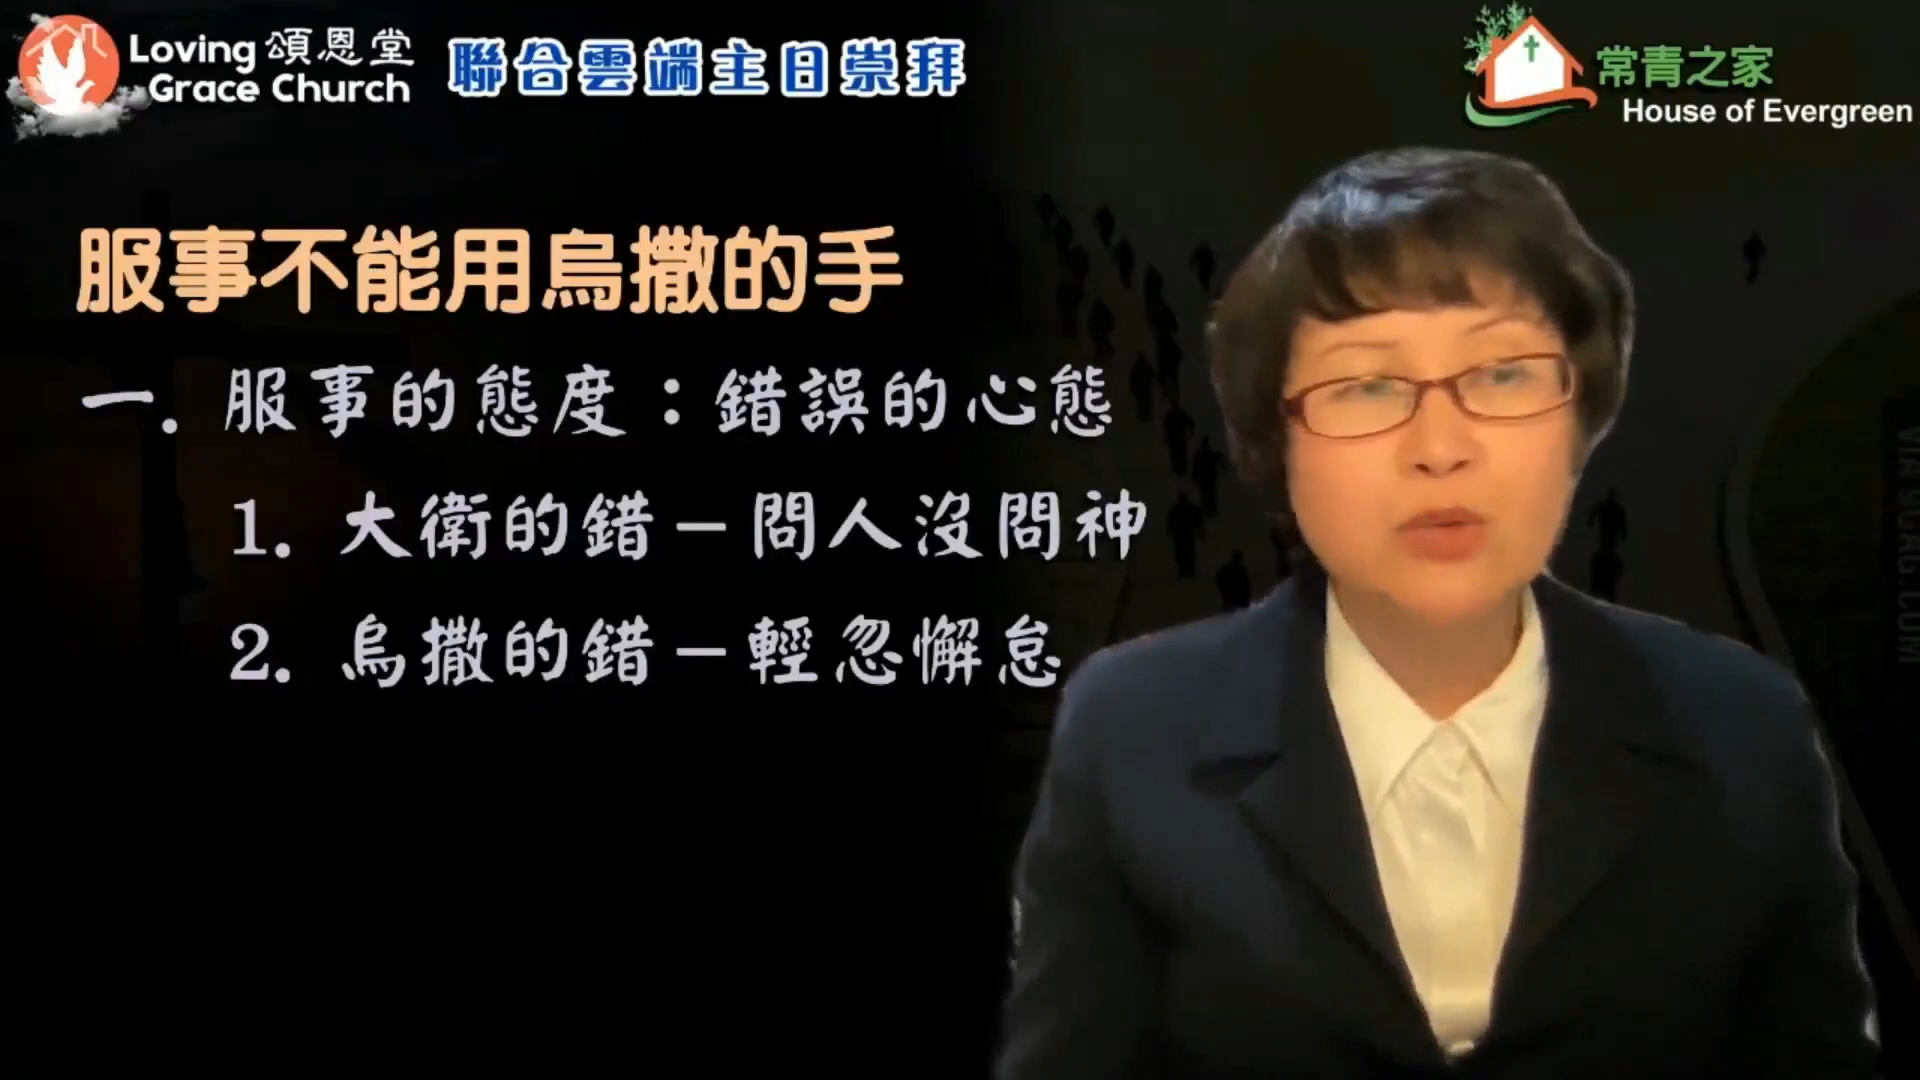 Loving 頌恩堂
Grace Church
聯合雲端主日崇拜
常青之家
House of Evergreen
服事不能用烏撒的手
一. 服事的態度：錯誤的心態
1. 大衛的錯－問人沒問神
2. 烏撒的錯－輕忽懈怠
VIA 9GAG.COM